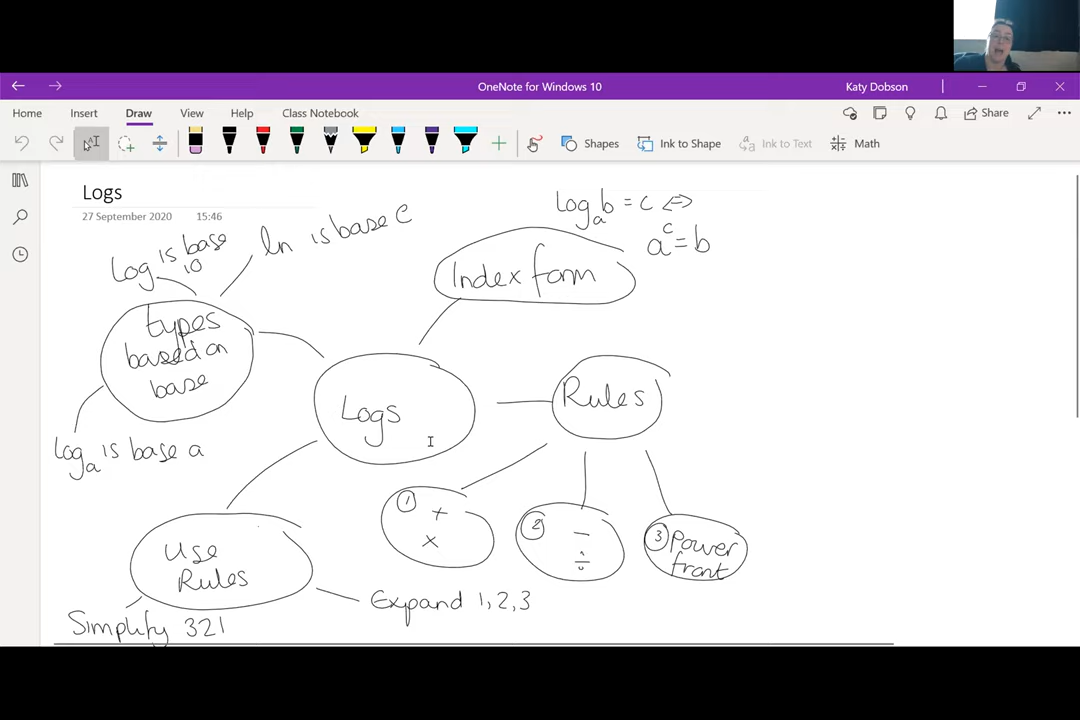 OneNote for Windows 10
Katy Dobson
Home
Insert
Draw
View
Help
Class Notebook
Share
Shapes
Ink to Shape
Ink to Text
Math
Logs
27 September 2020
15:46
log is base
10
ln is base e
log_a b = c ⇔
a^c = b
Index form
types
based on
base
log_a is base a
Logs
Rules
① +
×
② −
÷
③ Power
front
Use
Rules
Expand 1,2,3
Simplify 321